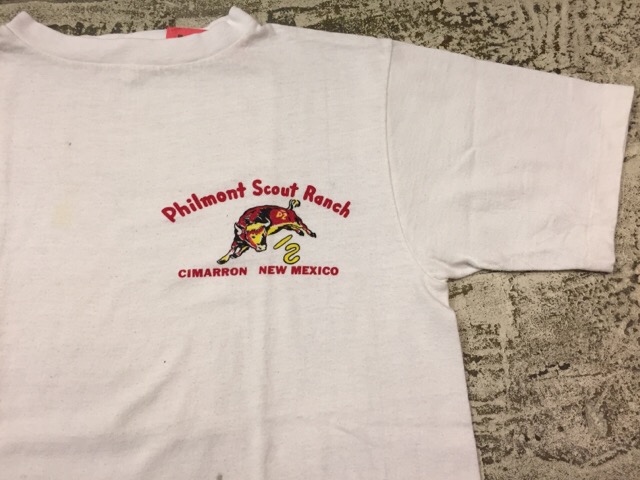 Philmont Scout Ranch
CIMARRON NEW MEXICO